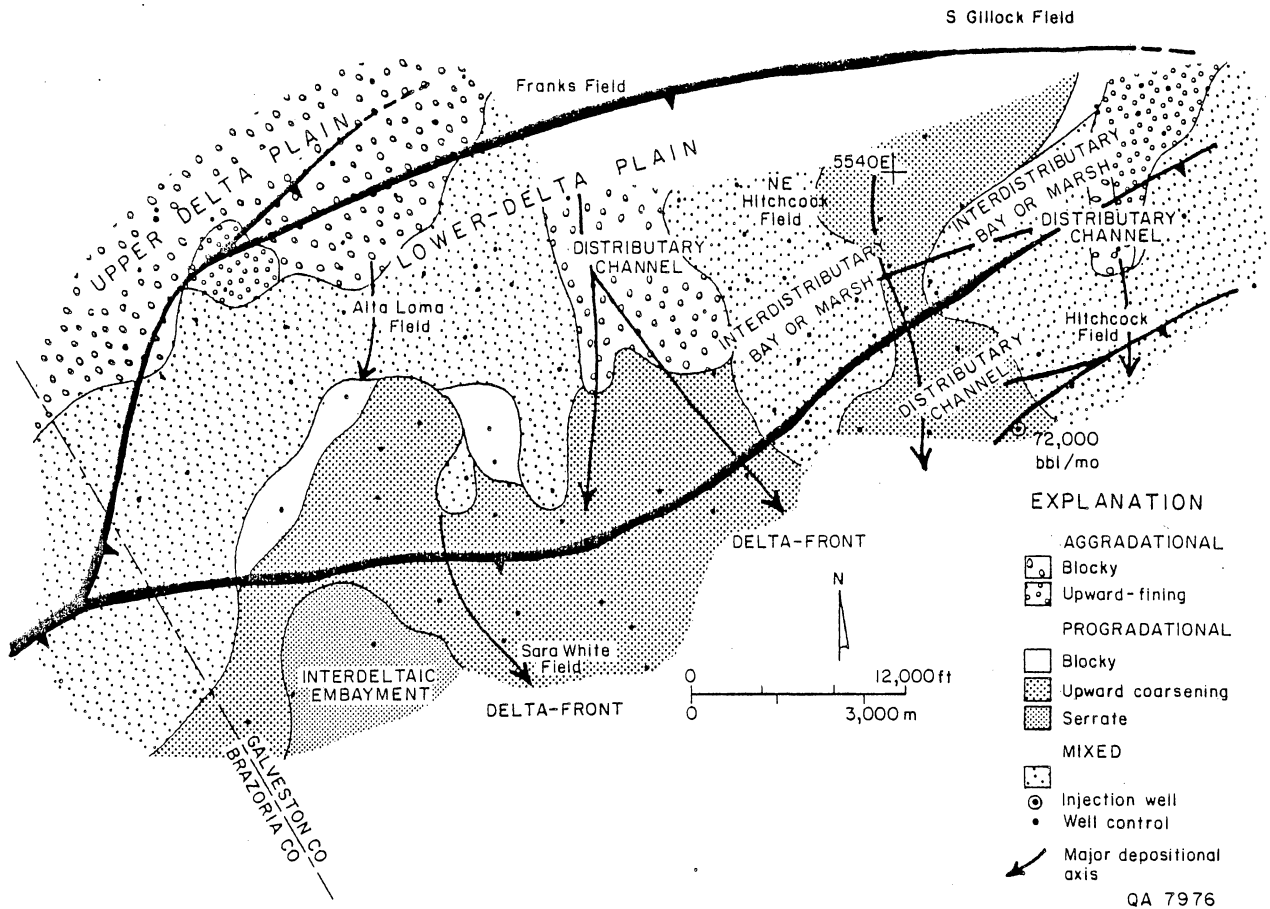 S Gillock Field
Franks Field
UPPER DELTA PLAIN
LOWER-DELTA PLAIN
5540E
NE
Hitchcock
Field
INTERDISTRIBUTARY
BAY OR MARSH
DISTRIBUTARY
CHANNEL
DISTRIBUTARY
CHANNEL
INTERDISTRIBUTARY
BAY OR MARSH
Alta Loma
Field
Hitchcock
Field
DISTRIBUTARY
CHANNEL
72,000
bbl/mo
DELTA-FRONT
Sara White
Field
INTERDELTAIC
EMBAYMENT
DELTA-FRONT
GALVESTON CO
BRAZORIA CO
N
0 12,000 ft
0 3,000 m
EXPLANATION
AGGRADATIONAL
Blocky
Upward-fining
PROGRADATIONAL
Blocky
Upward coarsening
Serrate
MIXED
Injection well
Well control
Major depositional
axis
QA 7976